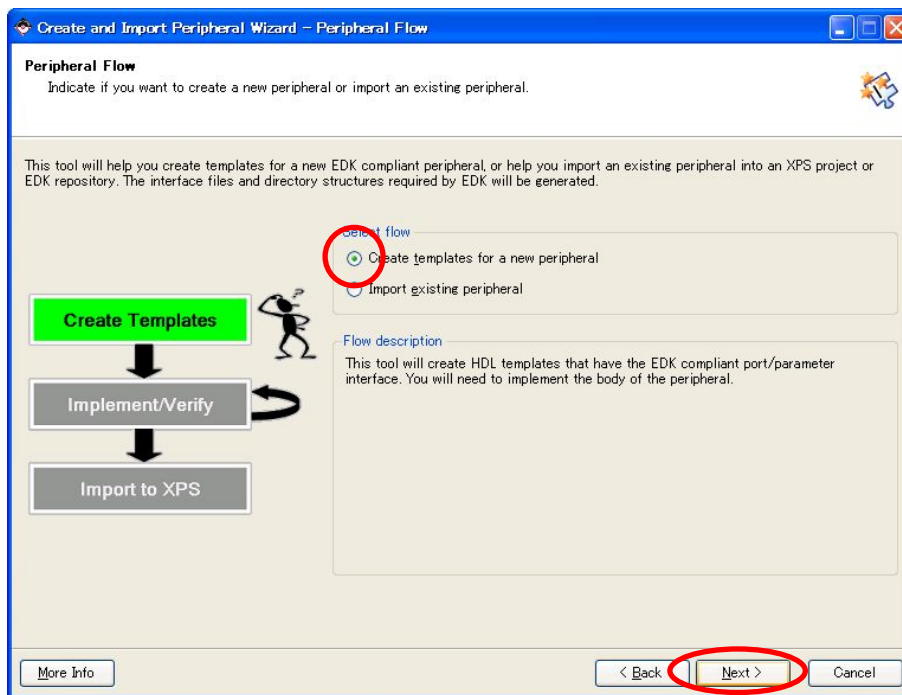 Create and Import Peripheral Wizard - Peripheral Flow
Peripheral Flow
Indicate if you want to create a new peripheral or import an existing peripheral.
This tool will help you create templates for a new EDK compliant peripheral, or help you import an existing peripheral into an XPS project or
EDK repository. The interface files and directory structures required by EDK will be generated.
Select flow
Create templates for a new peripheral
Import existing peripheral
Create Templates
Implement/Verify
Import to XPS
Flow description
This tool will create HDL templates that have the EDK compliant port/parameter
interface. You will need to implement the body of the peripheral.
More Info
< Back
Next >
Cancel